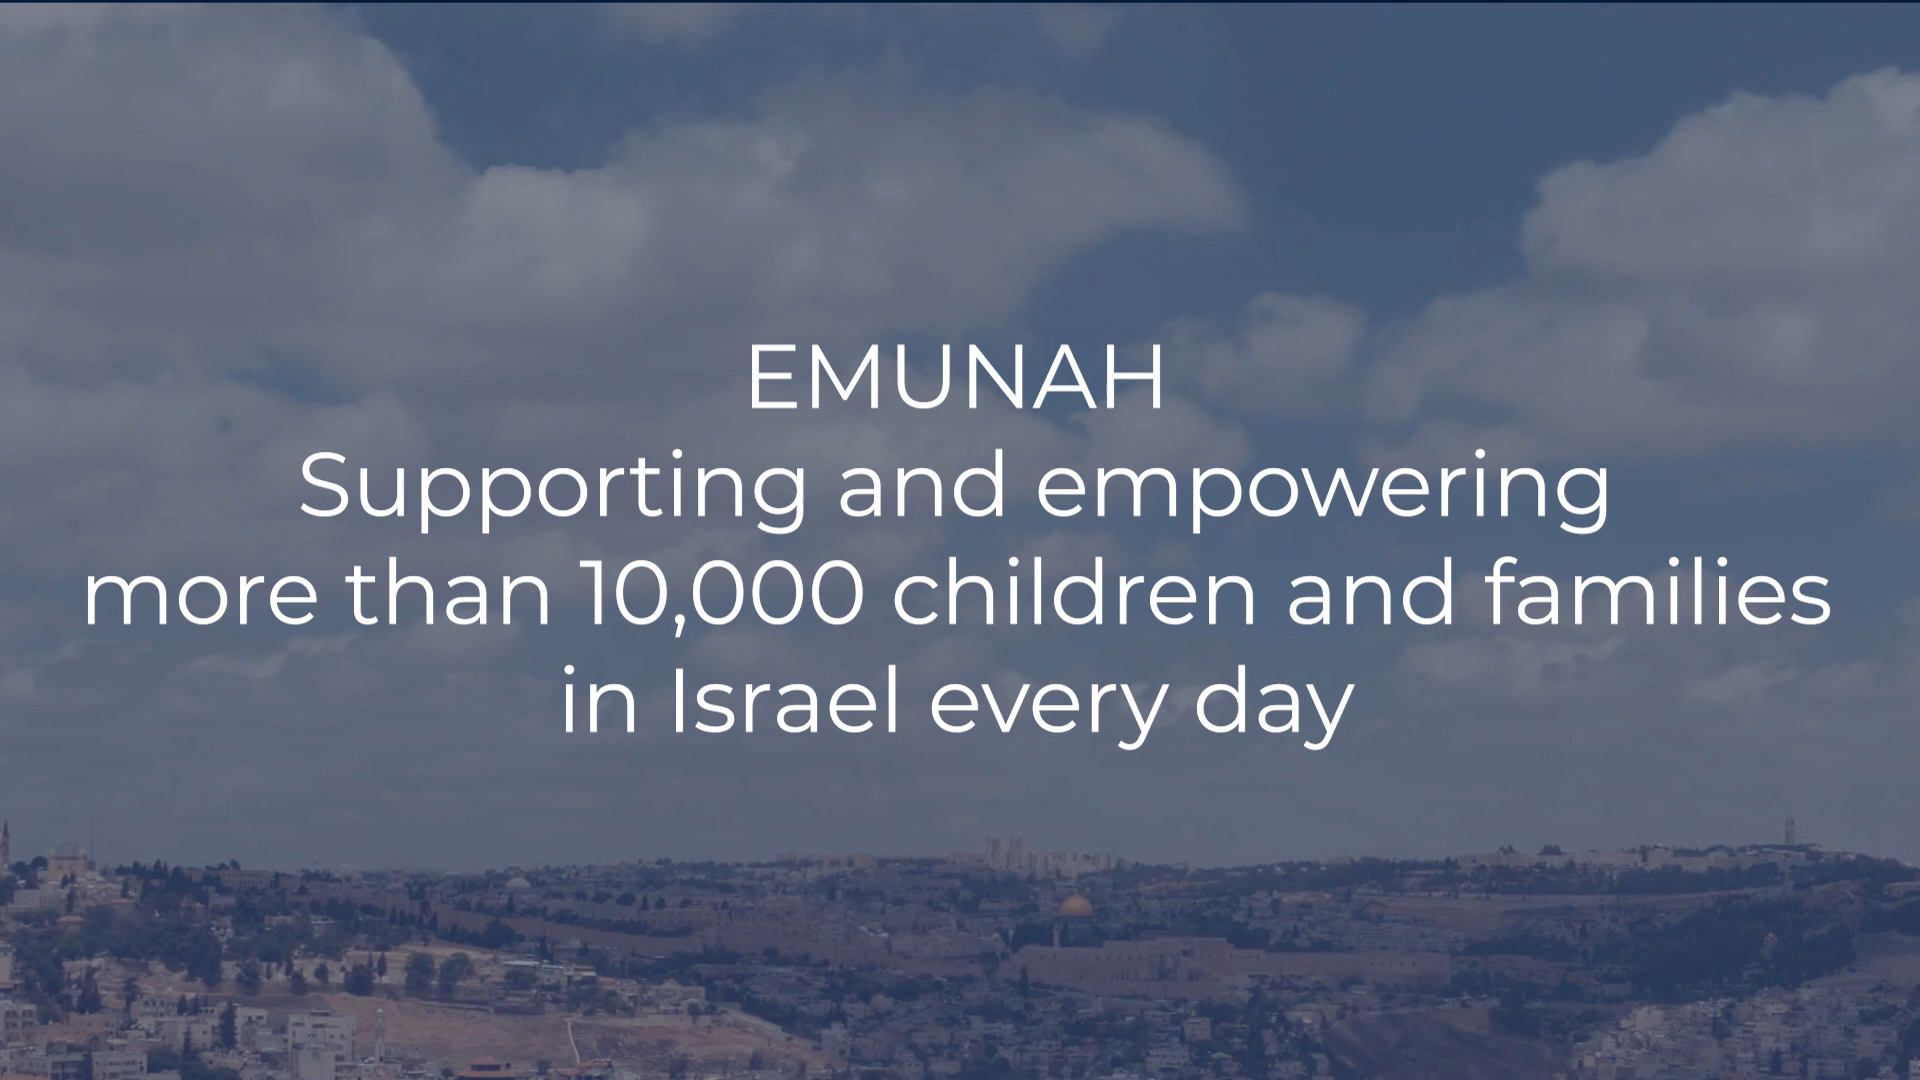 EMUNAH
Supporting and empowering
more than 10,000 children and families
in Israel every day